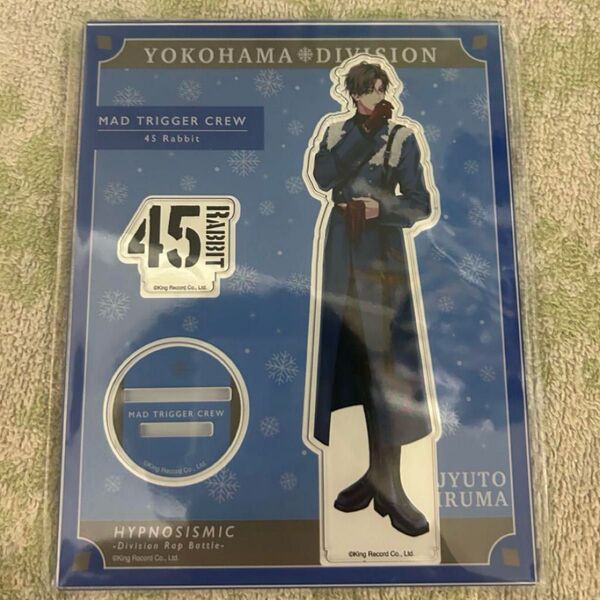 YOKOHAMA DIVISION
MAD TRIGGER CREW
45 Rabbit
45 RABBIT
©King Record Co., Ltd.
MAD TRIGGER CREW
©King Record Co., Ltd.
JYUTO
IRUMA
HYPNOSISMIC
-Division Rap Battle-
©King Record Co., Ltd.
©King Record Co., Ltd.